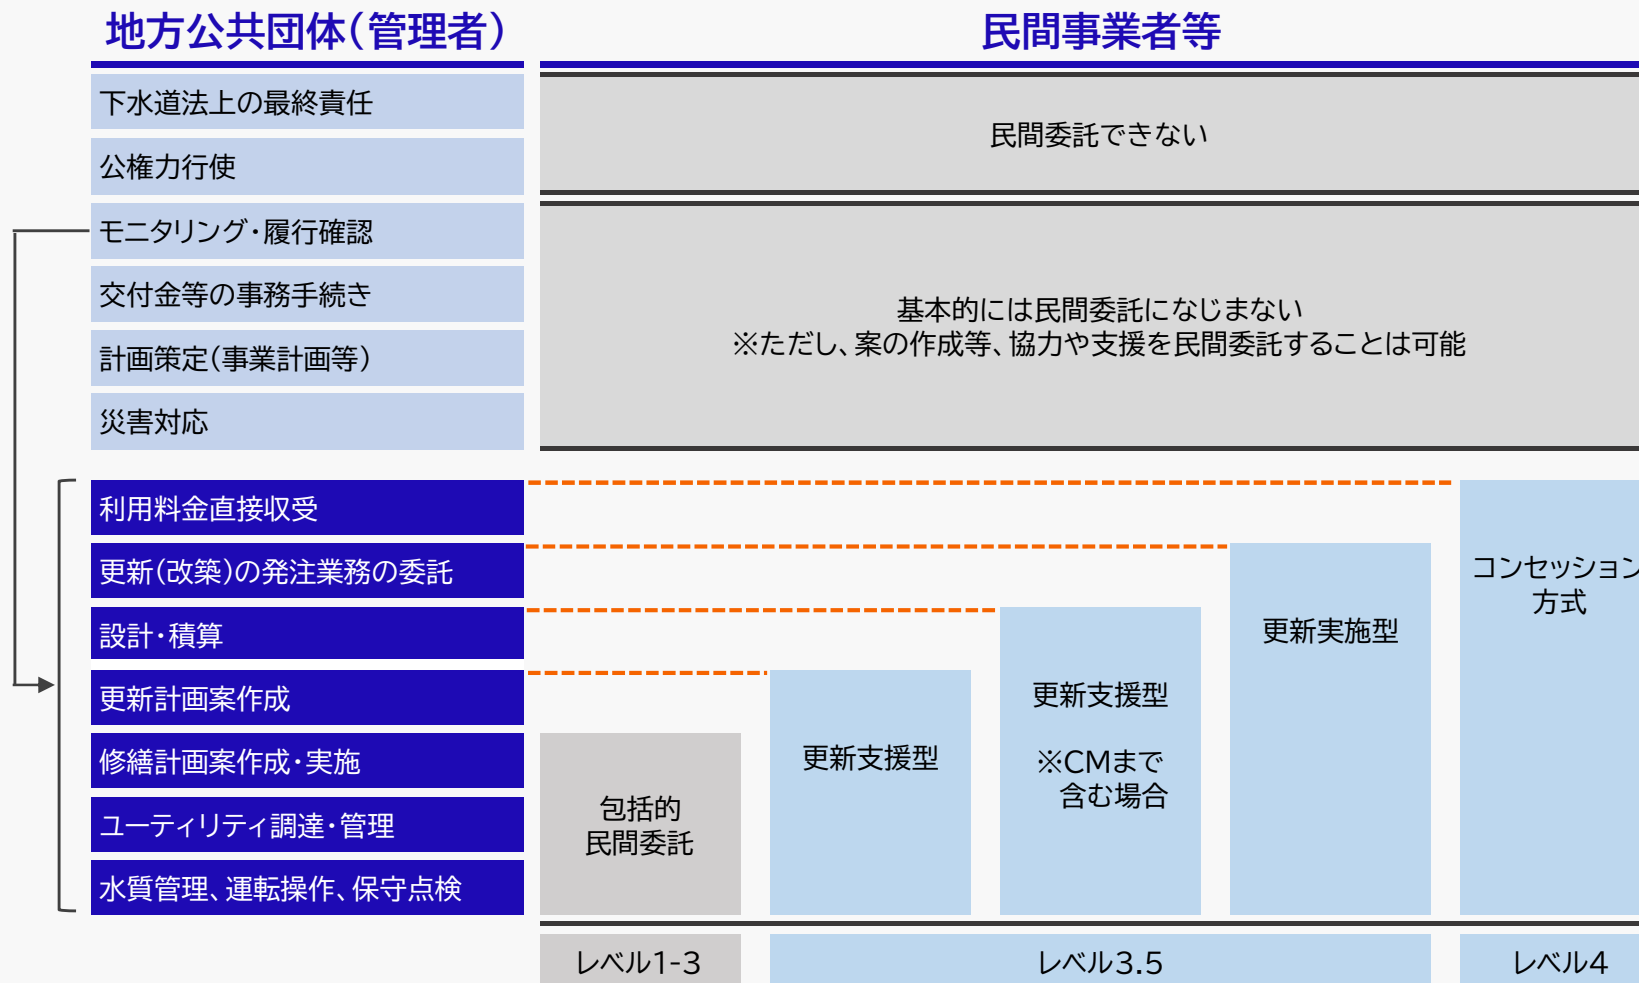 地方公共団体（管理者）
民間事業者等
下水道法上の最終責任
公権力行使
モニタリング・履行確認
交付金等の事務手続き
計画策定（事業計画等）
災害対応
民間委託できない
基本的には民間委託になじまない
※ただし、案の作成等、協力や支援を民間委託することは可能
利用料金直接収受
更新（改築）の発注業務の委託
設計・積算
更新計画案作成
修繕計画案作成・実施
ユーティリティ調達・管理
水質管理、運転操作、保守点検
包括的
民間委託
更新支援型
更新支援型
※CMまで
含む場合
更新実施型
コンセッション
方式
レベル1-3
レベル3.5
レベル4